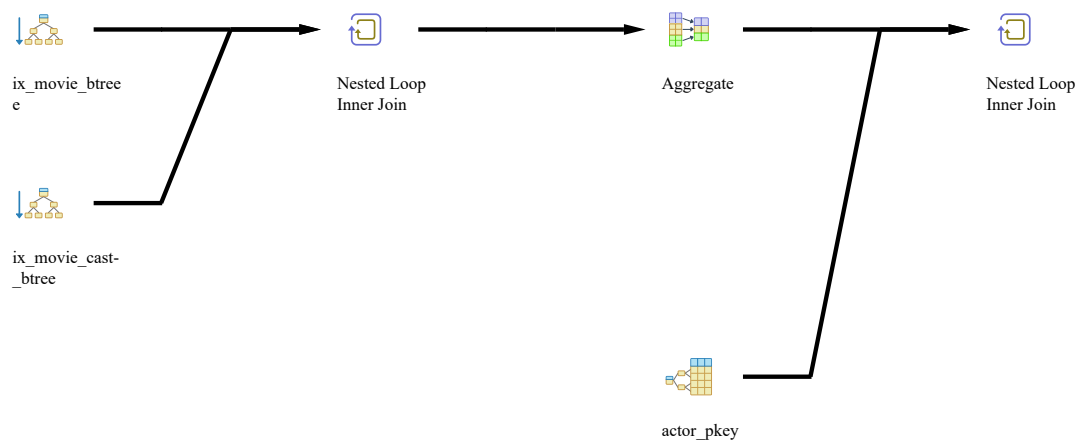 ix_movie_btree
e
Nested Loop
Inner Join
Aggregate
Nested Loop
Inner Join
ix_movie_cast-
_btree
actor_pkey